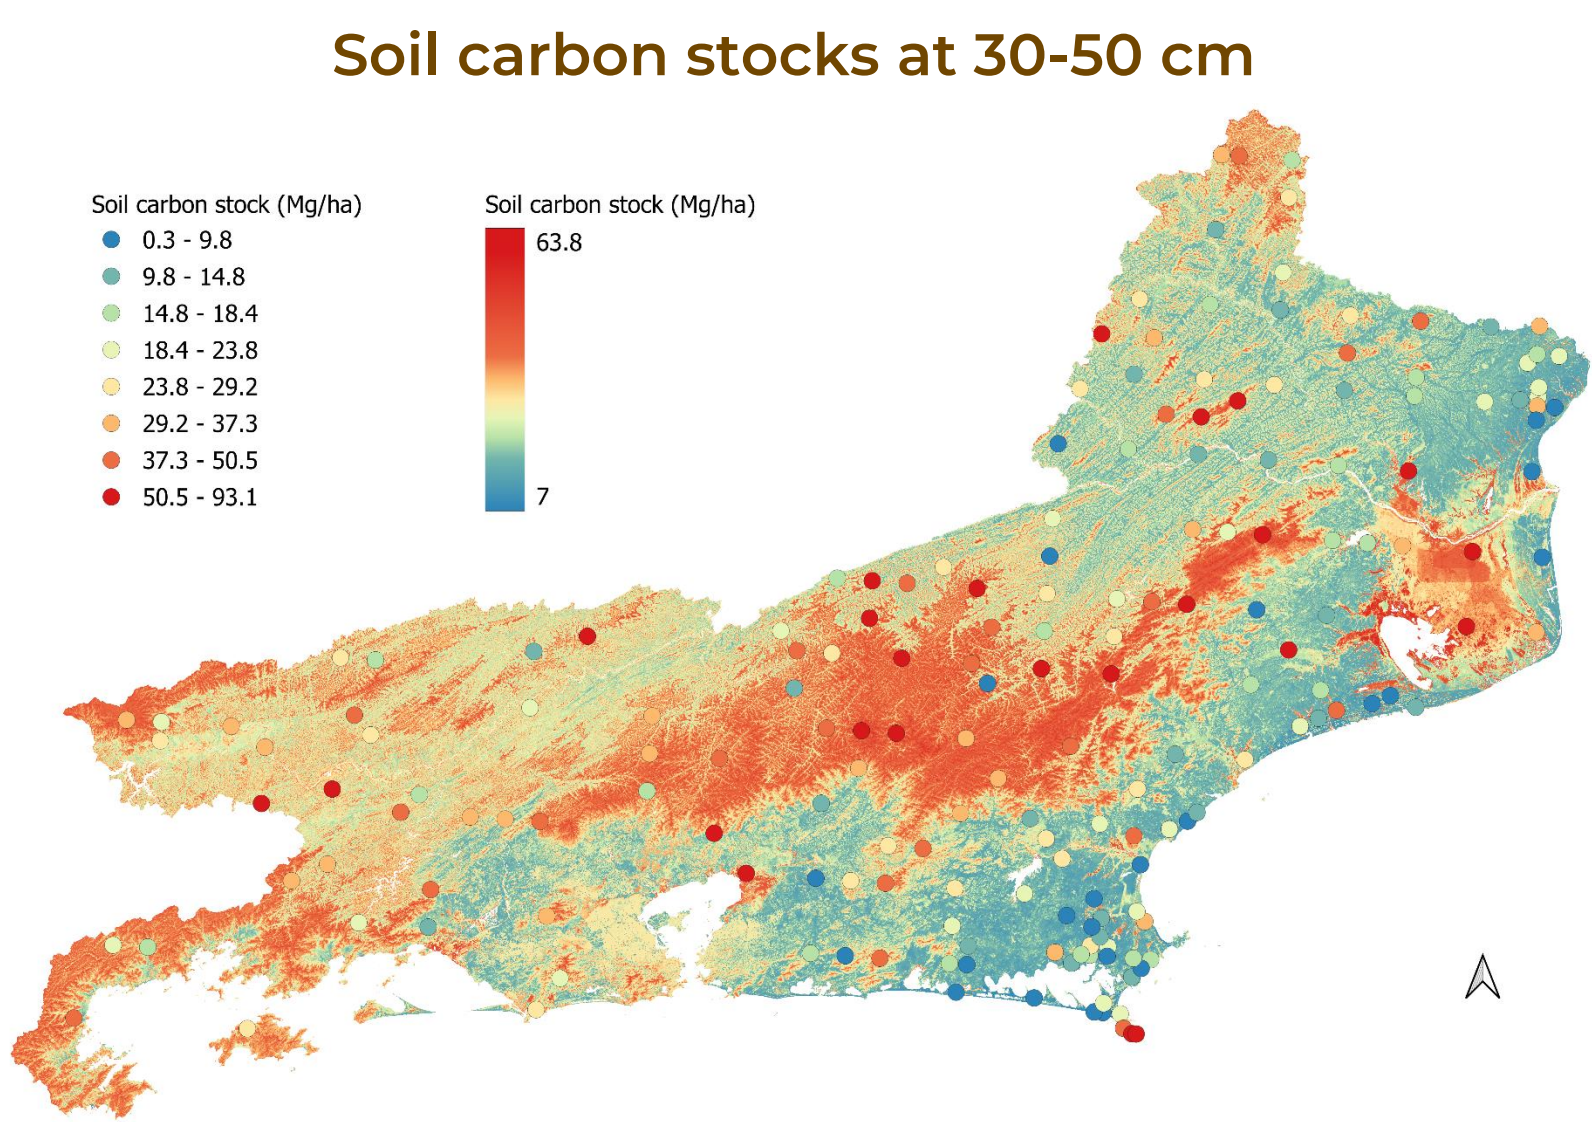 Soil carbon stocks at 30-50 cm
Soil carbon stock (Mg/ha)
0.3 - 9.8
9.8 - 14.8
14.8 - 18.4
18.4 - 23.8
23.8 - 29.2
29.2 - 37.3
37.3 - 50.5
50.5 - 93.1
Soil carbon stock (Mg/ha)
63.8
7